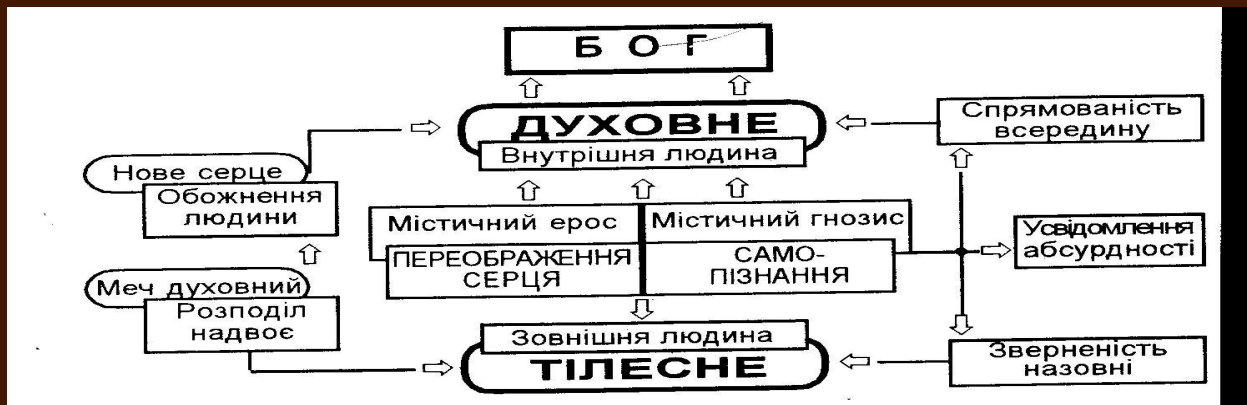 БОГ
ДУХОВНЕ
Внутрішня людина
Спрямованість
всередину
Нове серце
Обожнення
людини
Містичний ерос
Містичний гнозис
ПЕРЕОБРАЖЕННЯ
СЕРЦЯ
САМО-
ПІЗНАННЯ
Усвідомлення
абсурдності
Меч духовний
Розподіл
надвоє
Зовнішня людина
ТІЛЕСНЕ
Зверненість
назовні